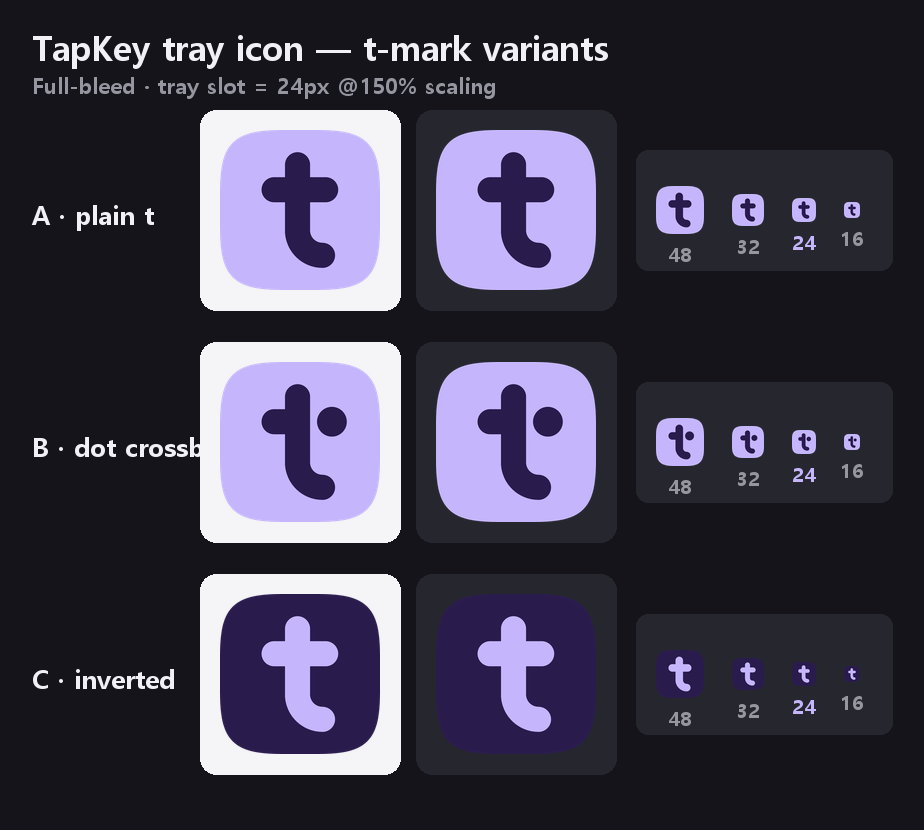 TapKey tray icon — t-mark variants
Full-bleed · tray slot = 24px @150% scaling
A · plain t
t
t
t t t t
48 32 24 16
B · dot crossb
t
t
t t t t
48 32 24 16
C · inverted
t
t
t t t t
48 32 24 16